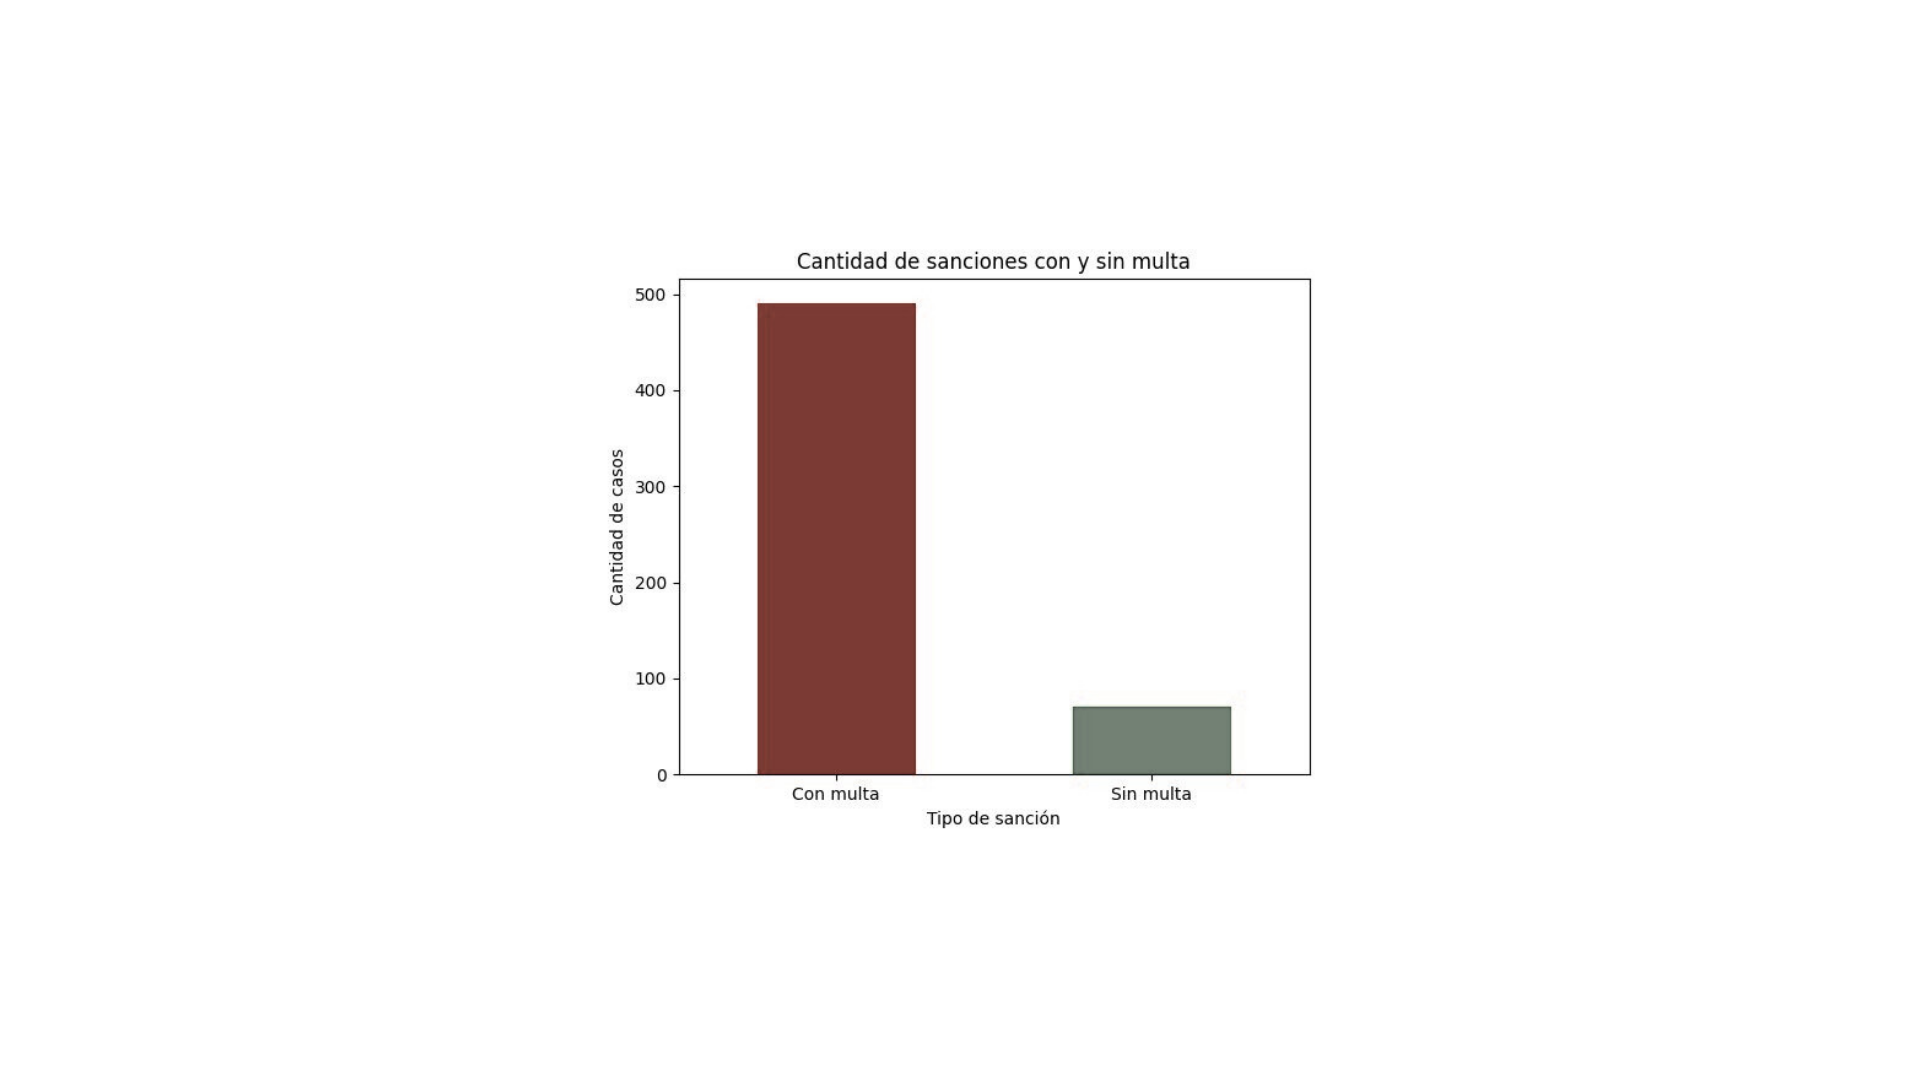 Cantidad de sanciones con y sin multa
500
400
300
200
100
0
Cantidad de casos
Con multa
Sin multa
Tipo de sanción